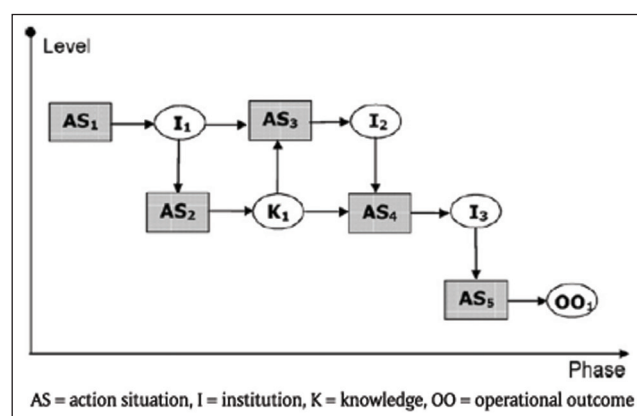 Level
AS₁ I₁ AS₃ I₂
AS₂ K₁ AS₄ I₃
AS₅ OO₁
Phase
AS = action situation, I = institution, K = knowledge, OO = operational outcome